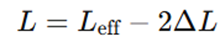 L = L_eff − 2ΔL